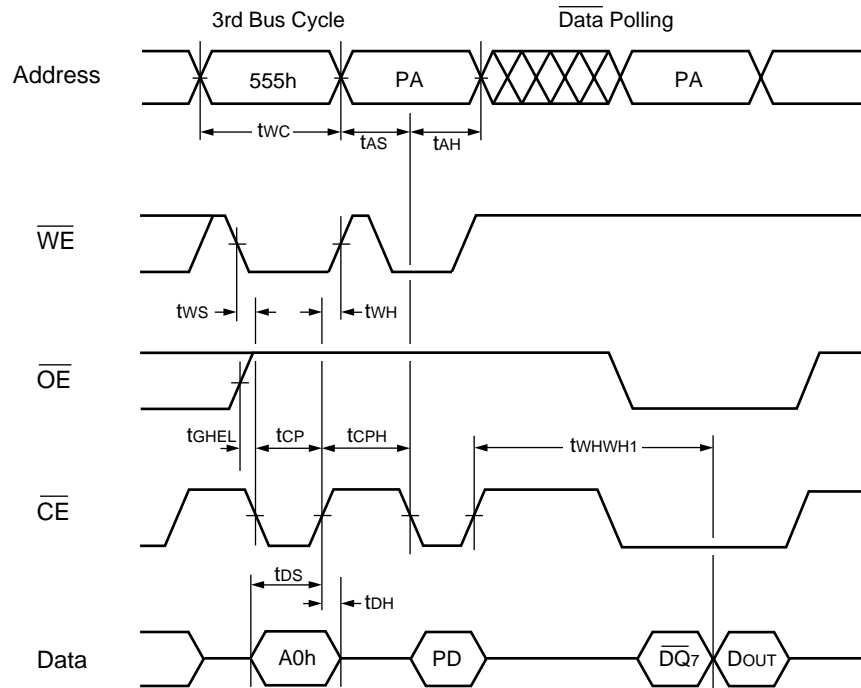 3rd Bus Cycle
Data Polling
Address
555h
PA
PA
tWC
tAS
tAH
WE
tWS
tWH
OE
tGHEL
tCP
tCPH
tWHWH1
CE
tDS
tDH
Data
A0h
PD
DQ7
DOUT